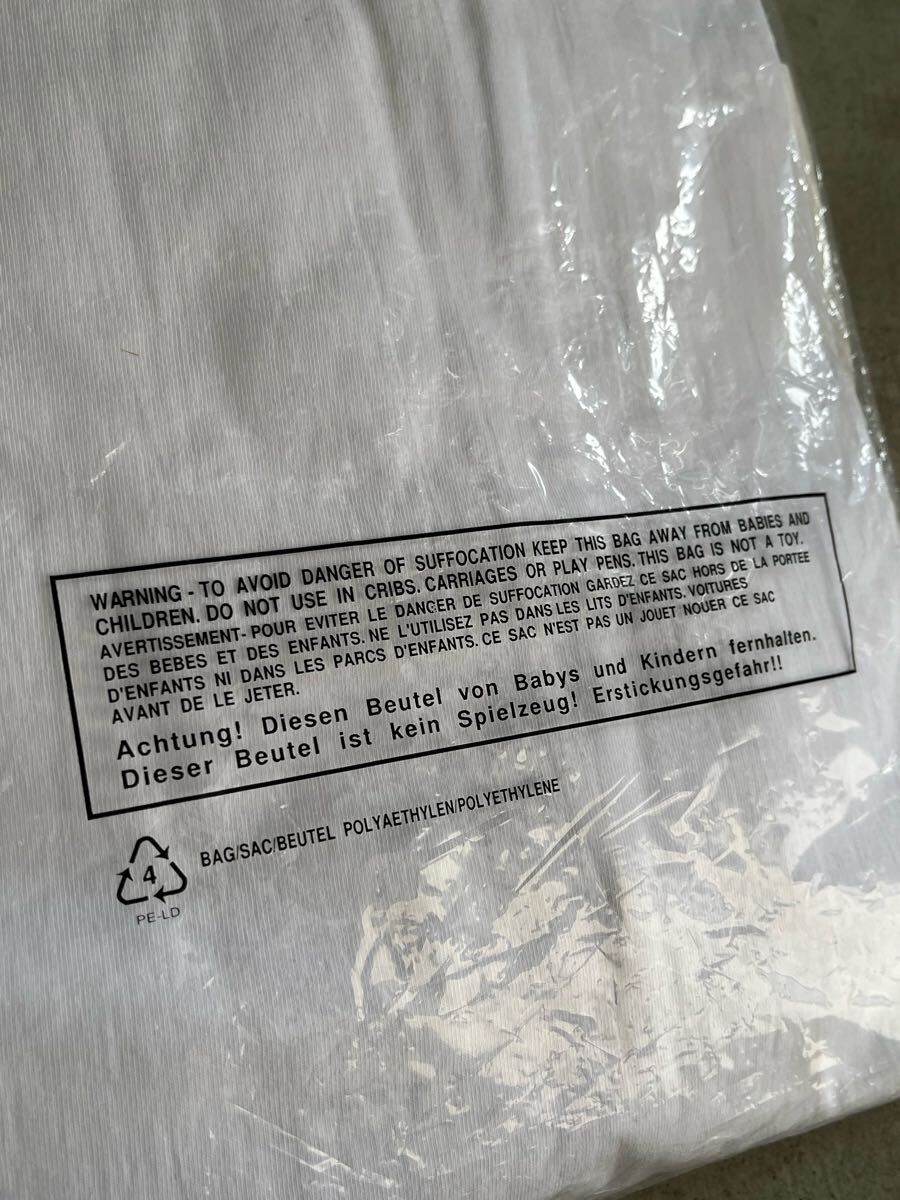 WARNING - TO AVOID DANGER OF SUFFOCATION KEEP THIS BAG AWAY FROM BABIES AND
CHILDREN. DO NOT USE IN CRIBS. CARRIAGES OR PLAY PENS. THIS BAG IS NOT A TOY.
AVERTISSEMENT- POUR EVITER LE DANGER DE SUFFOCATION GARDEZ CE SAC HORS DE LA PORTEE
DES BEBES ET DES ENFANTS. NE L'UTILISEZ PAS DANS LES LITS D'ENFANTS. VOITURES
D'ENFANTS NI DANS LES PARCS D'ENFANTS. CE SAC N'EST PAS UN JOUET NOUER CE SAC
AVANT DE LE JETER.
Achtung! Diesen Beutel von Babys und Kindern fernhalten.
Dieser Beutel ist kein Spielzeug! Erstickungsgefahr!!
BAG/SAC/BEUTEL POLYAETHYLEN/POLYETHYLENE
4
PE-LD